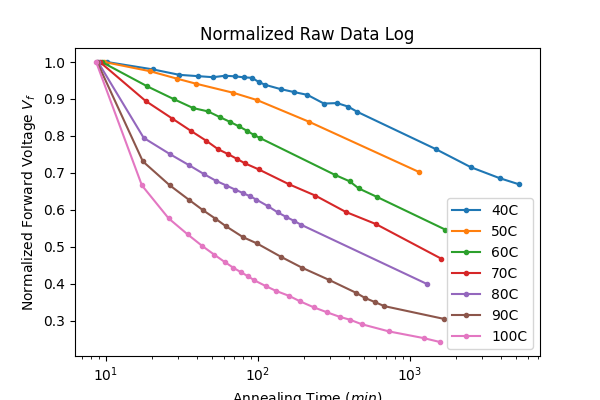 Normalized Raw Data Log
Normalized Forward Voltage V_f
1.0
0.9
0.8
0.7
0.6
0.5
0.4
0.3
10^1
10^2
10^3
Annealing Time (min)
40C
50C
60C
70C
80C
90C
100C